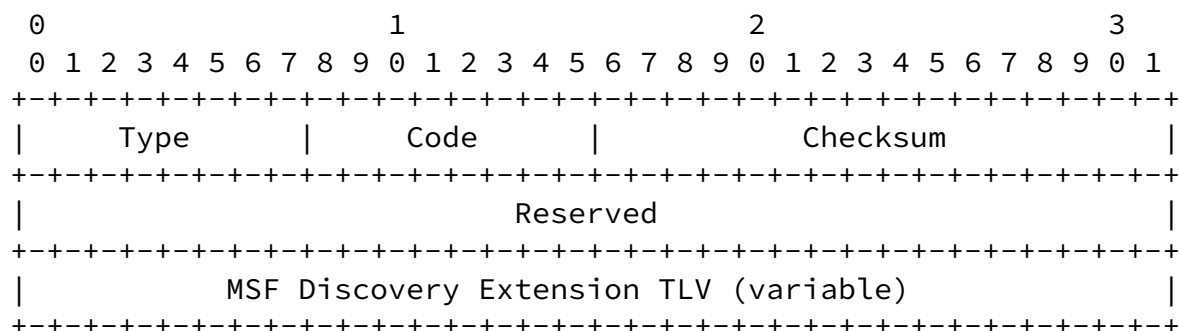 0                   1                   2                   3
 0 1 2 3 4 5 6 7 8 9 0 1 2 3 4 5 6 7 8 9 0 1 2 3 4 5 6 7 8 9 0 1
+-+-+-+-+-+-+-+-+-+-+-+-+-+-+-+-+-+-+-+-+-+-+-+-+-+-+-+-+-+-+-+-+
|     Type      |     Code      |           Checksum            |
+-+-+-+-+-+-+-+-+-+-+-+-+-+-+-+-+-+-+-+-+-+-+-+-+-+-+-+-+-+-+-+-+
|                           Reserved                            |
+-+-+-+-+-+-+-+-+-+-+-+-+-+-+-+-+-+-+-+-+-+-+-+-+-+-+-+-+-+-+-+-+
|           MSF Discovery Extension TLV (variable)              |
+-+-+-+-+-+-+-+-+-+-+-+-+-+-+-+-+-+-+-+-+-+-+-+-+-+-+-+-+-+-+-+-+